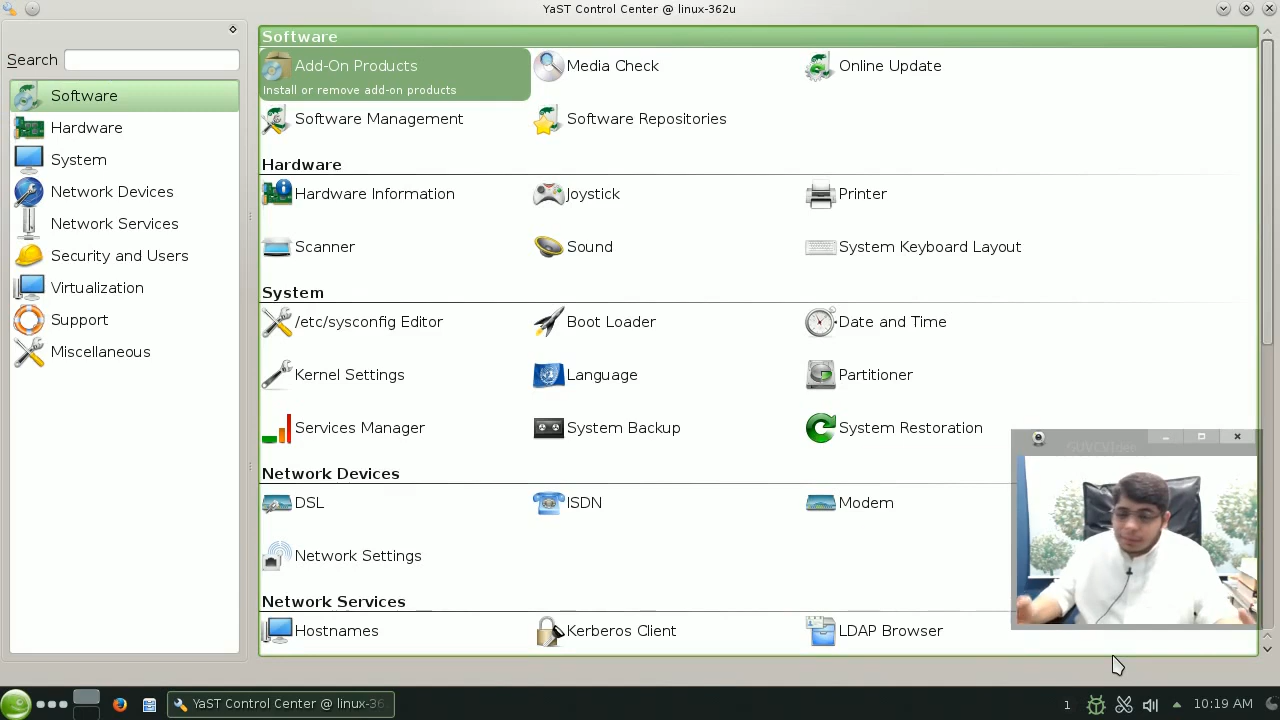 YaST Control Center @ linux-362u
Search
Software
Hardware
System
Network Devices
Network Services
Security and Users
Virtualization
Support
Miscellaneous
Software
Add-On Products
Install or remove add-on products
Media Check
Online Update
Software Management
Software Repositories
Hardware
Hardware Information
Joystick
Printer
Scanner
Sound
System Keyboard Layout
System
/etc/sysconfig Editor
Boot Loader
Date and Time
Kernel Settings
Language
Partitioner
Services Manager
System Backup
System Restoration
Network Devices
DSL
ISDN
Modem
Network Settings
Network Services
Hostnames
Kerberos Client
LDAP Browser
YaST Control Center @ linux-36
1
10:19 AM